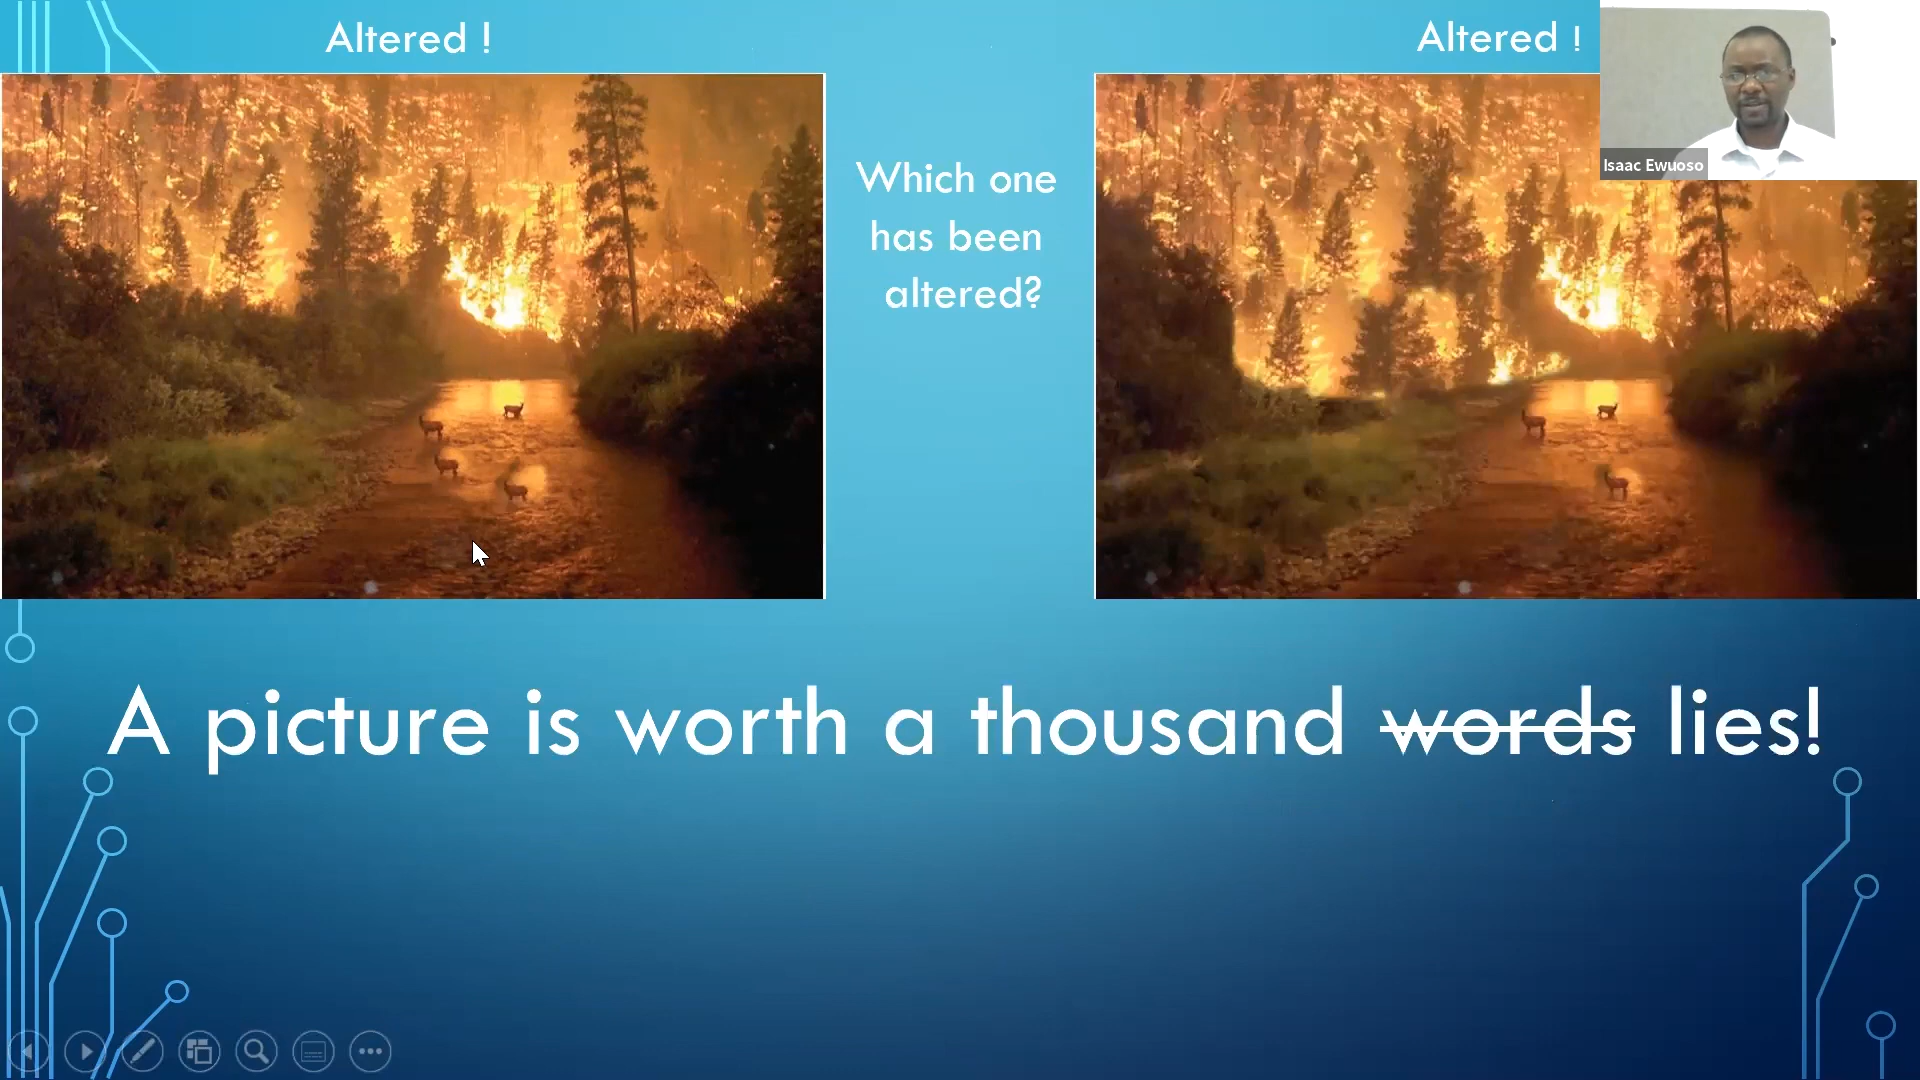 Altered !
Altered !
Isaac Ewuoso
Which one
has been
altered?
A picture is worth a thousand words lies!